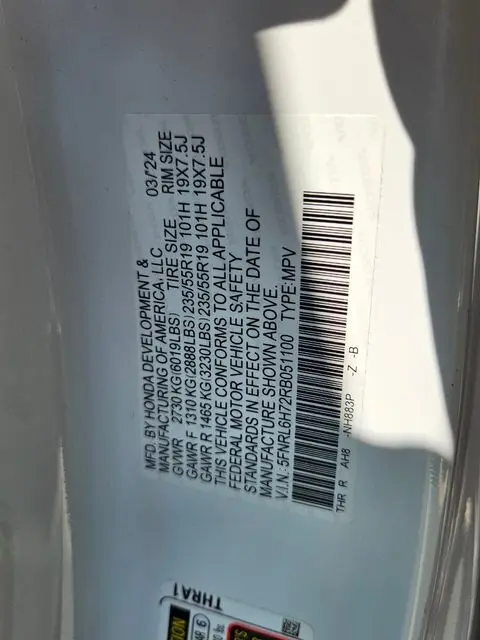 MFD. BY HONDA DEVELOPMENT & 03/'24
MANUFACTURING OF AMERICA, LLC
GVWR 2730 KG(6019LBS) TIRE SIZE RIM SIZE
GAWR F 1310 KG(2888LBS)235/55R19 101H 19X7.5J
GAWR R 1465 KG(3230LBS)235/55R19 101H 19X7.5J
THIS VEHICLE CONFORMS TO ALL APPLICABLE
FEDERAL MOTOR VEHICLE SAFETY
STANDARDS IN EFFECT ON THE DATE OF
MANUFACTURE SHOWN ABOVE.
V.I.N.: 5FNRL6H72RB051100 TYPE:MPV
THR R AH8 -NH883P -Z -B
THRA1